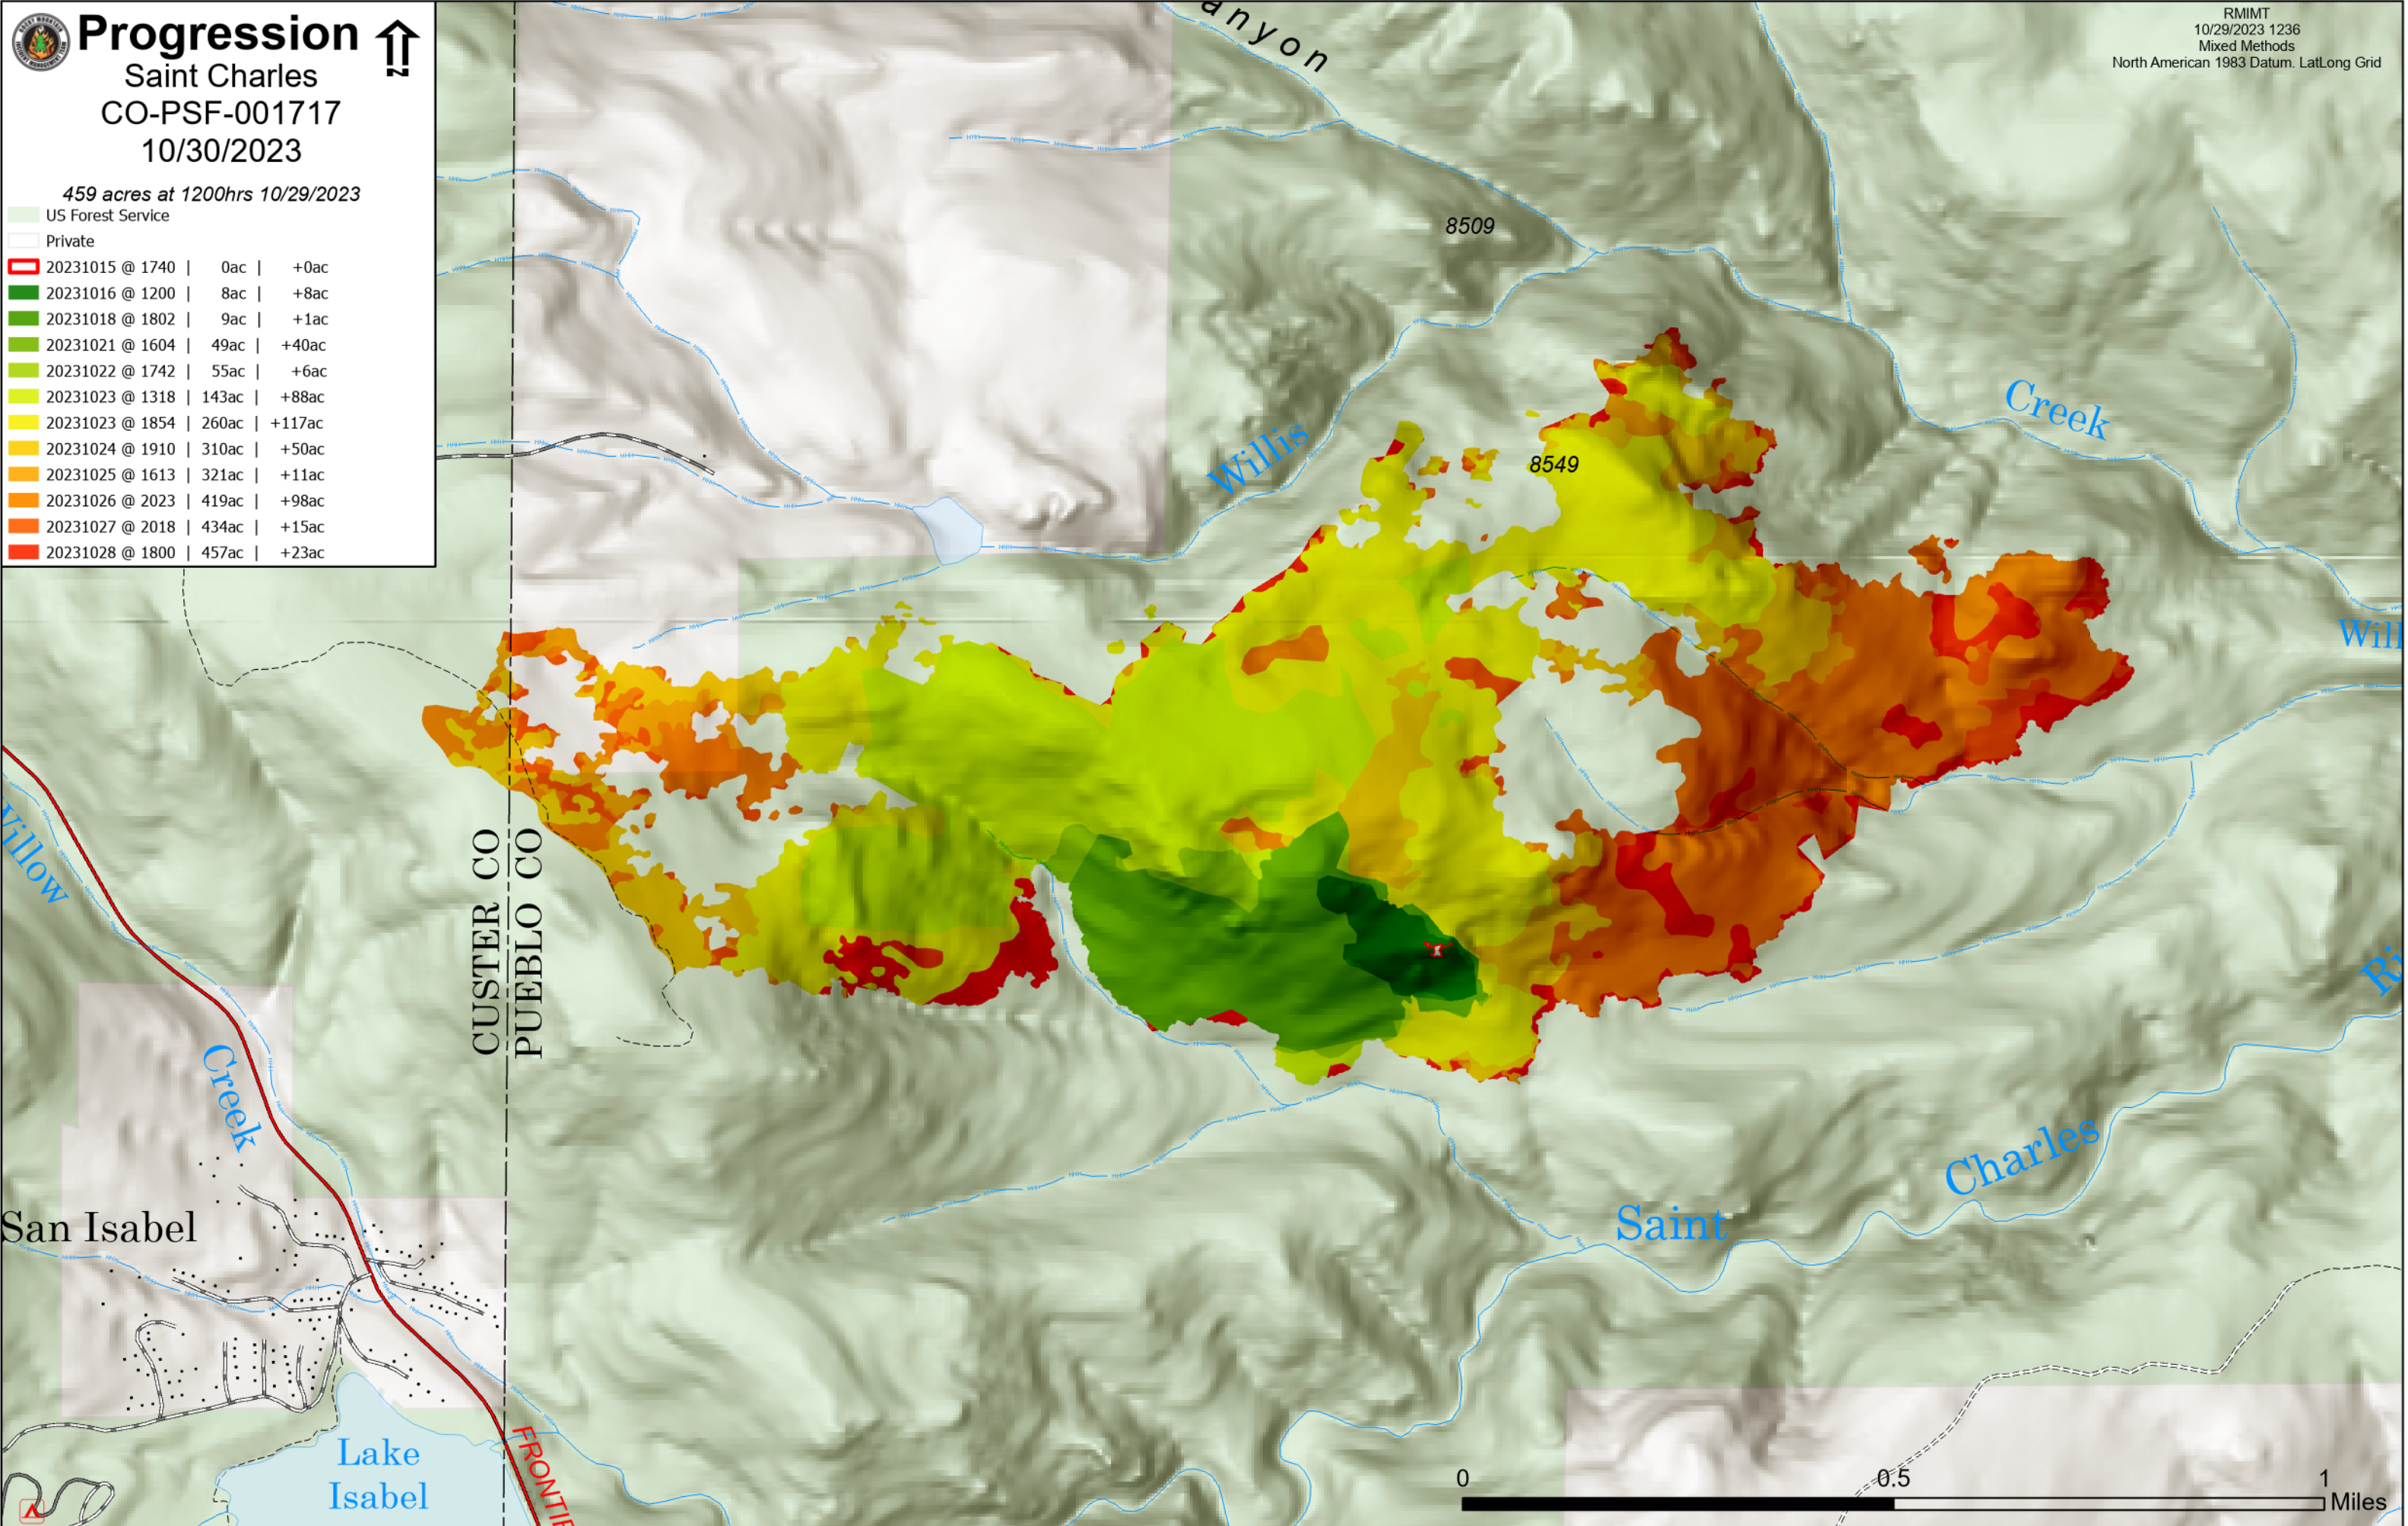 Progression
N
Saint Charles
CO-PSF-001717
10/30/2023
459 acres at 1200hrs 10/29/2023
US Forest Service
Private
20231015 @ 1740 | 0ac | +0ac
20231016 @ 1200 | 8ac | +8ac
20231018 @ 1802 | 9ac | +1ac
20231021 @ 1604 | 49ac | +40ac
20231022 @ 1742 | 55ac | +6ac
20231023 @ 1318 | 143ac | +88ac
20231023 @ 1854 | 260ac | +117ac
20231024 @ 1910 | 310ac | +50ac
20231025 @ 1613 | 321ac | +11ac
20231026 @ 2023 | 419ac | +98ac
20231027 @ 2018 | 434ac | +15ac
20231028 @ 1800 | 457ac | +23ac
RMIMT
10/29/2023 1236
Mixed Methods
North American 1983 Datum. LatLong Grid
anyon
8509
Willis
Creek
8549
Will
CUSTER CO
PUEBLO CO
Willow
Creek
Ri
Charles
Saint
San Isabel
Lake
Isabel
FRONTIE
0 0.5 1
Miles